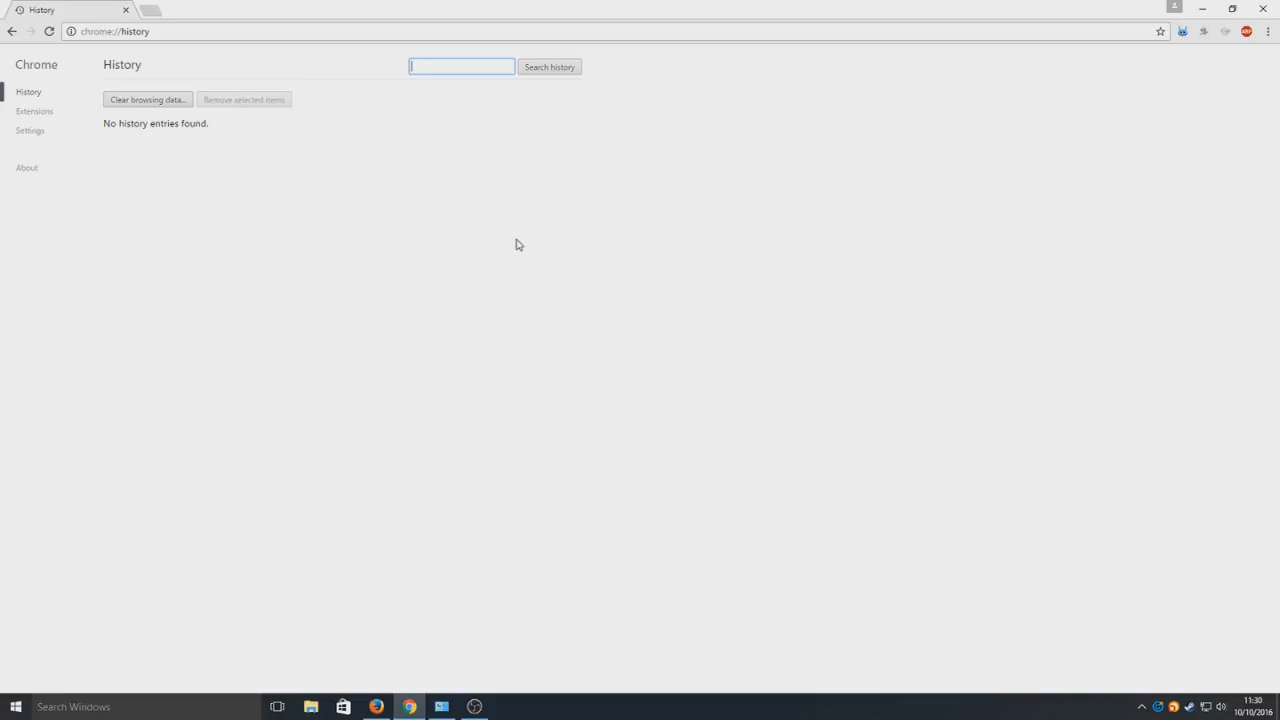 History
chrome://history
Chrome
History
Search history
History
Clear browsing data...
Remove selected items
Extensions
No history entries found.
Settings
About
ABP
Search Windows
11:30
10/10/2016